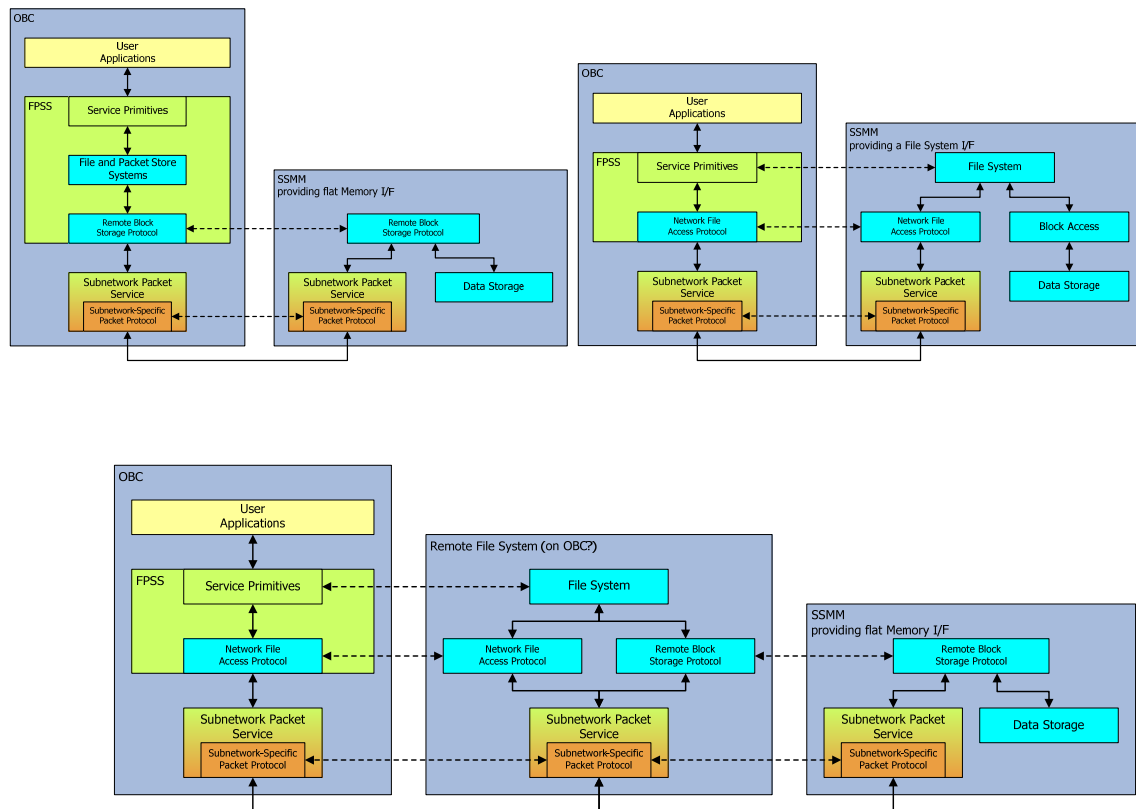 OBC
User
Applications
FPSS
Service Primitives
File and Packet Store
Systems
Remote Block
Storage Protocol
Subnetwork Packet
Service
Subnetwork-Specific
Packet Protocol
SSMM
providing flat Memory I/F
Remote Block
Storage Protocol
Subnetwork Packet
Service
Subnetwork-Specific
Packet Protocol
Data Storage
OBC
User
Applications
FPSS
Service Primitives
Network File
Access Protocol
Subnetwork Packet
Service
Subnetwork-Specific
Packet Protocol
SSMM
providing a File System I/F
File System
Network File
Access Protocol
Block Access
Subnetwork Packet
Service
Subnetwork-Specific
Packet Protocol
Data Storage
OBC
User
Applications
FPSS
Service Primitives
Network File
Access Protocol
Subnetwork Packet
Service
Subnetwork-Specific
Packet Protocol
Remote File System (on OBC?)
File System
Network File
Access Protocol
Remote Block
Storage Protocol
Subnetwork Packet
Service
Subnetwork-Specific
Packet Protocol
SSMM
providing flat Memory I/F
Remote Block
Storage Protocol
Subnetwork Packet
Service
Subnetwork-Specific
Packet Protocol
Data Storage